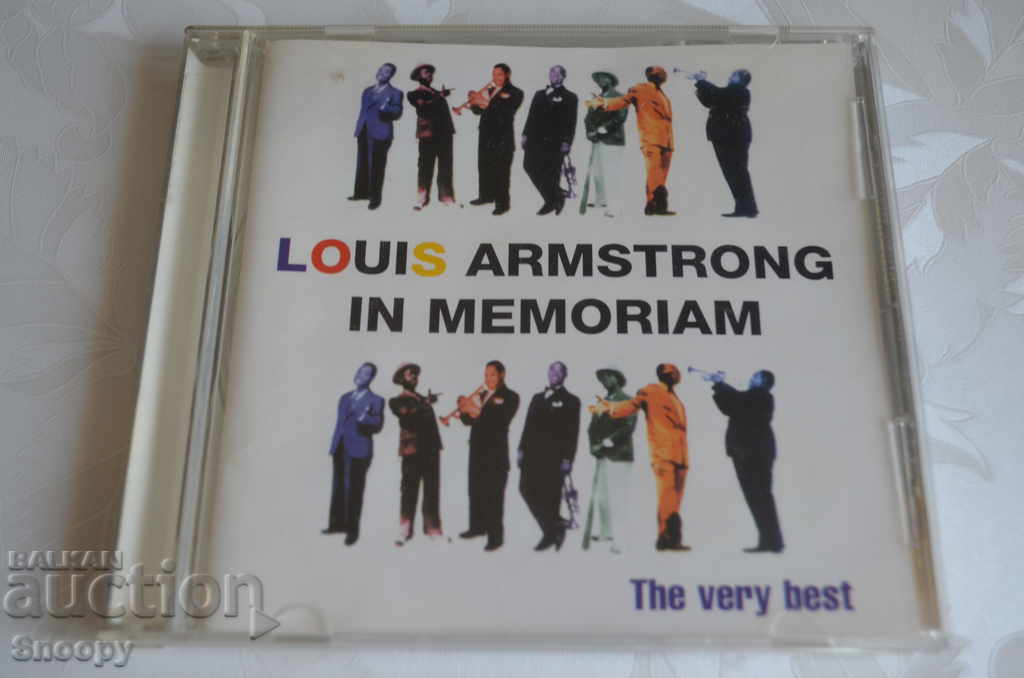 LOUIS ARMSTRONG
IN MEMORIAM
The very best
BALKAN
auction
Snoopy